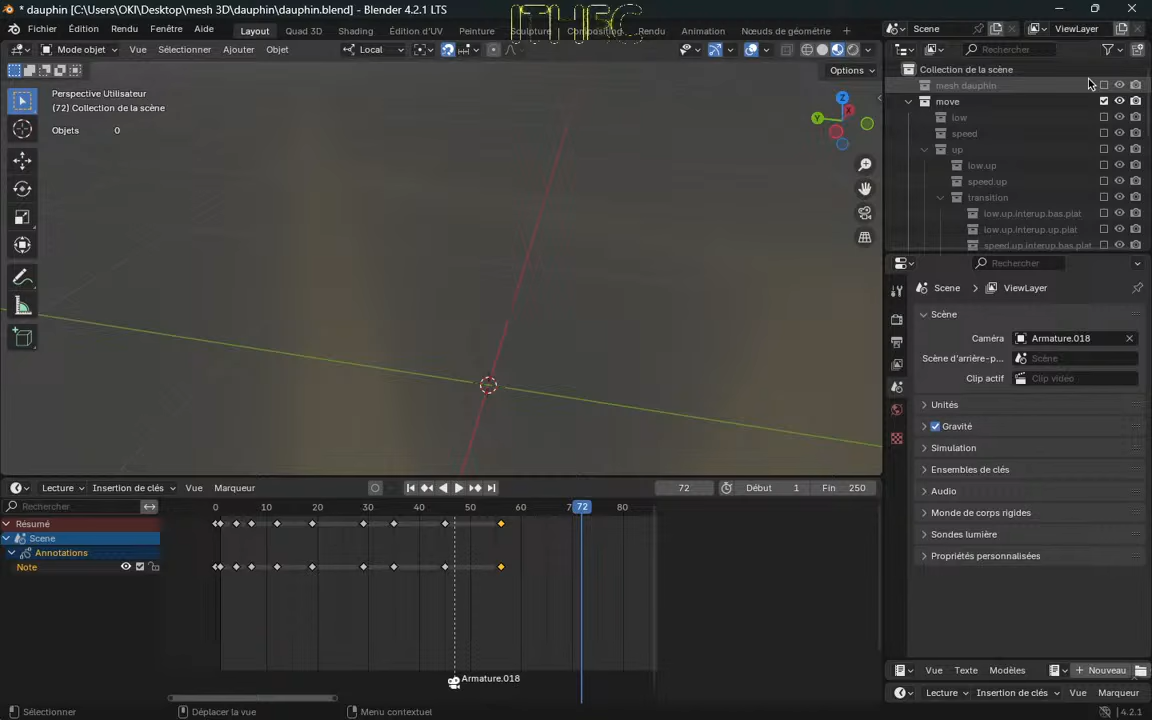 * dauphin [C:\Users\OKI\Desktop\mesh 3D\dauphin\dauphin.blend] - Blender 4.2.1 LTS
Fichier Édition Rendu Fenêtre Aide Layout Quad 3D Shading Édition d'UV Peinture Sculpture Compositing Rendu Animation Nœuds de géométrie + Scene ViewLayer
Mode objet Vue Sélectionner Ajouter Objet Local Rechercher
Options
Perspective Utilisateur
(72) Collection de la scène
Objets 0
Z
Y
X
Collection de la scène
mesh dauphin
move
low
speed
up
low.up
speed.up
transition
low.up.interup.bas.plat
low.up.interup.up.plat
speed.up.interup.bas.plat
Rechercher
Scene > ViewLayer
Scène
Caméra Armature.018
Scène d'arrière-p... Scène
Clip actif Clip vidéo
Unités
Gravité
Simulation
Ensembles de clés
Audio
Monde de corps rigides
Sondes lumière
Propriétés personnalisées
Lecture Insertion de clés Vue Marqueur 72 Début 1 Fin 250
Rechercher 0 10 20 30 40 50 60 72 80
Résumé
Scene
Annotations
Note
Armature.018
Vue Texte Modèles + Nouveau
Lecture Insertion de clés Vue Marqueur
Sélectionner Déplacer la vue Menu contextuel 4.2.1